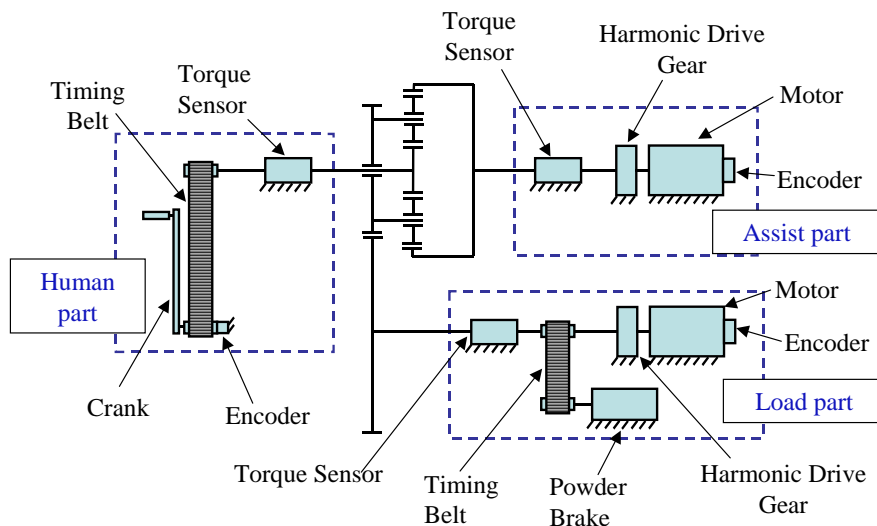 Torque
Sensor
Harmonic Drive
Gear
Timing
Belt
Torque
Sensor
Motor
Encoder
Assist part
Human
part
Motor
Encoder
Crank
Encoder
Load part
Torque Sensor
Timing
Belt
Powder
Brake
Harmonic Drive
Gear